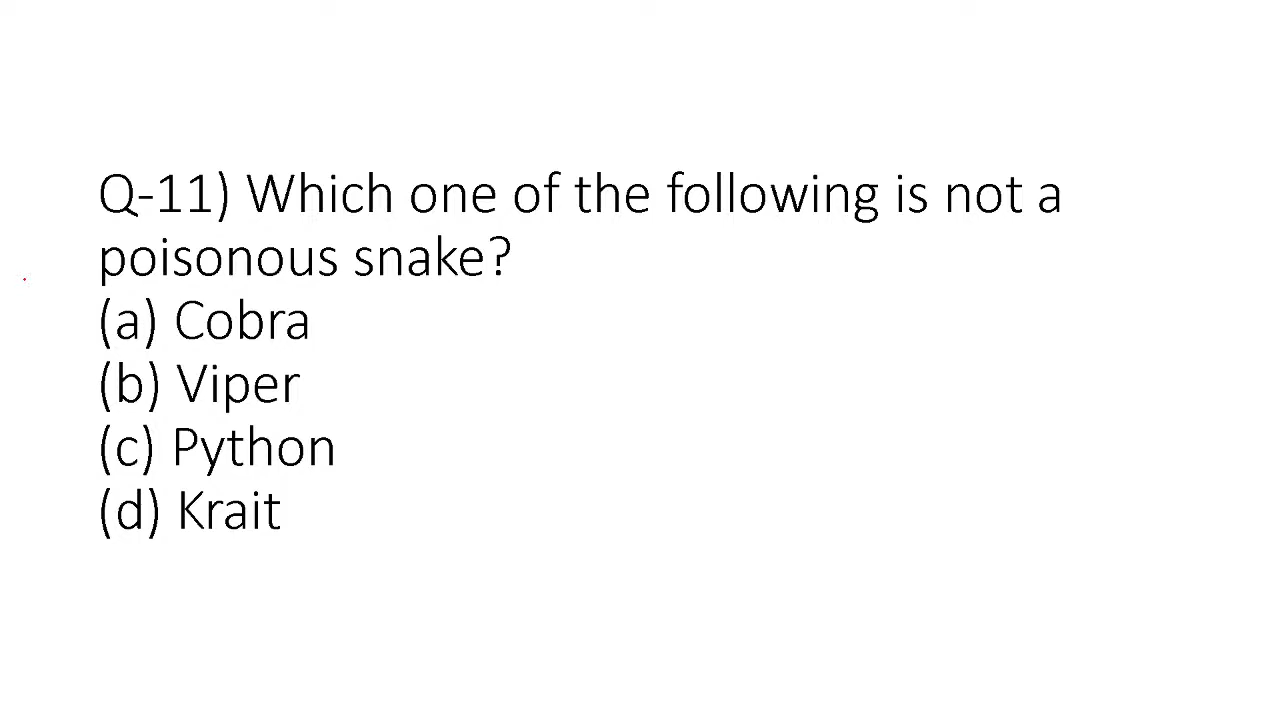 Q-11) Which one of the following is not a
poisonous snake?
(a) Cobra
(b) Viper
(c) Python
(d) Krait